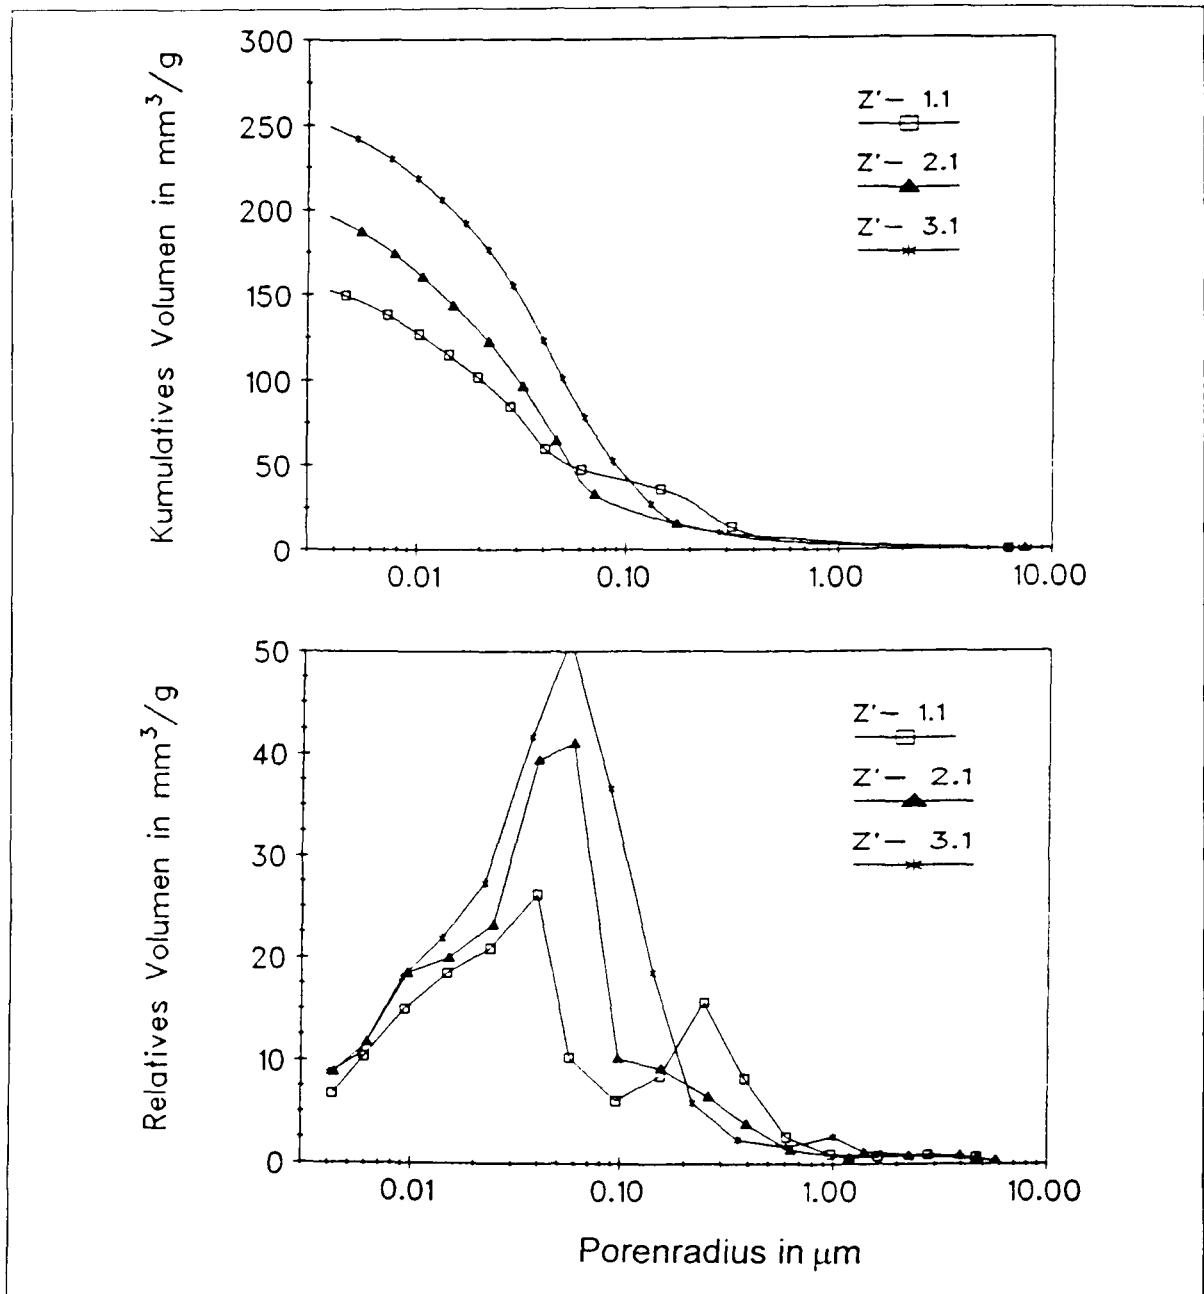 Kumulatives Volumen in mm³/g
300
250
200
150
100
50
0
0.01
0.10
1.00
10.00
Z'– 1.1
Z'– 2.1
Z'– 3.1
Relatives Volumen in mm³/g
50
40
30
20
10
0
0.01
0.10
1.00
10.00
Z'– 1.1
Z'– 2.1
Z'– 3.1
Porenradius in μm